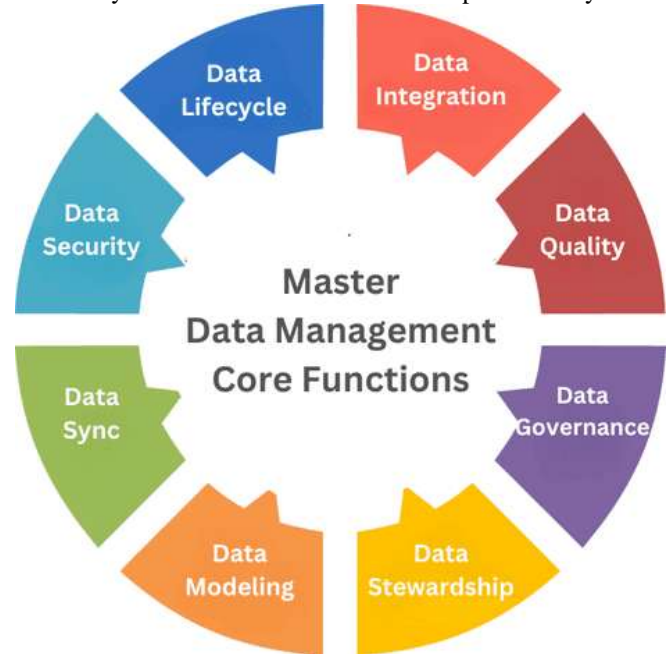 Data
Lifecycle
Data
Integration
Data
Quality
Data
Governance
Data
Stewardship
Data
Modeling
Data
Sync
Data
Security
Master
Data Management
Core Functions